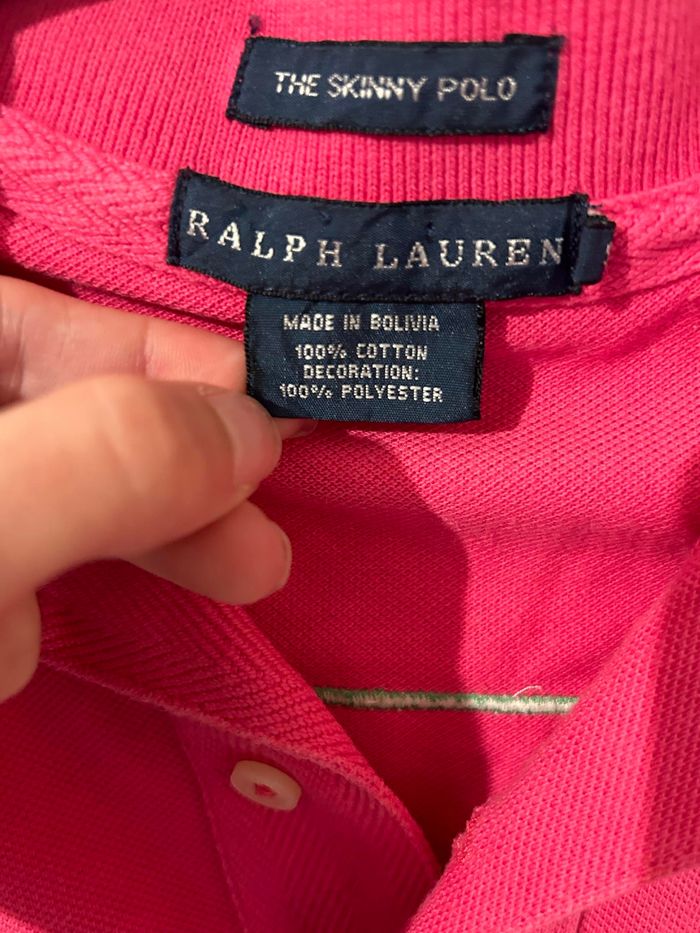 THE SKINNY POLO
RALPH LAUREN
MADE IN BOLIVIA
100% COTTON
DECORATION:
100% POLYESTER